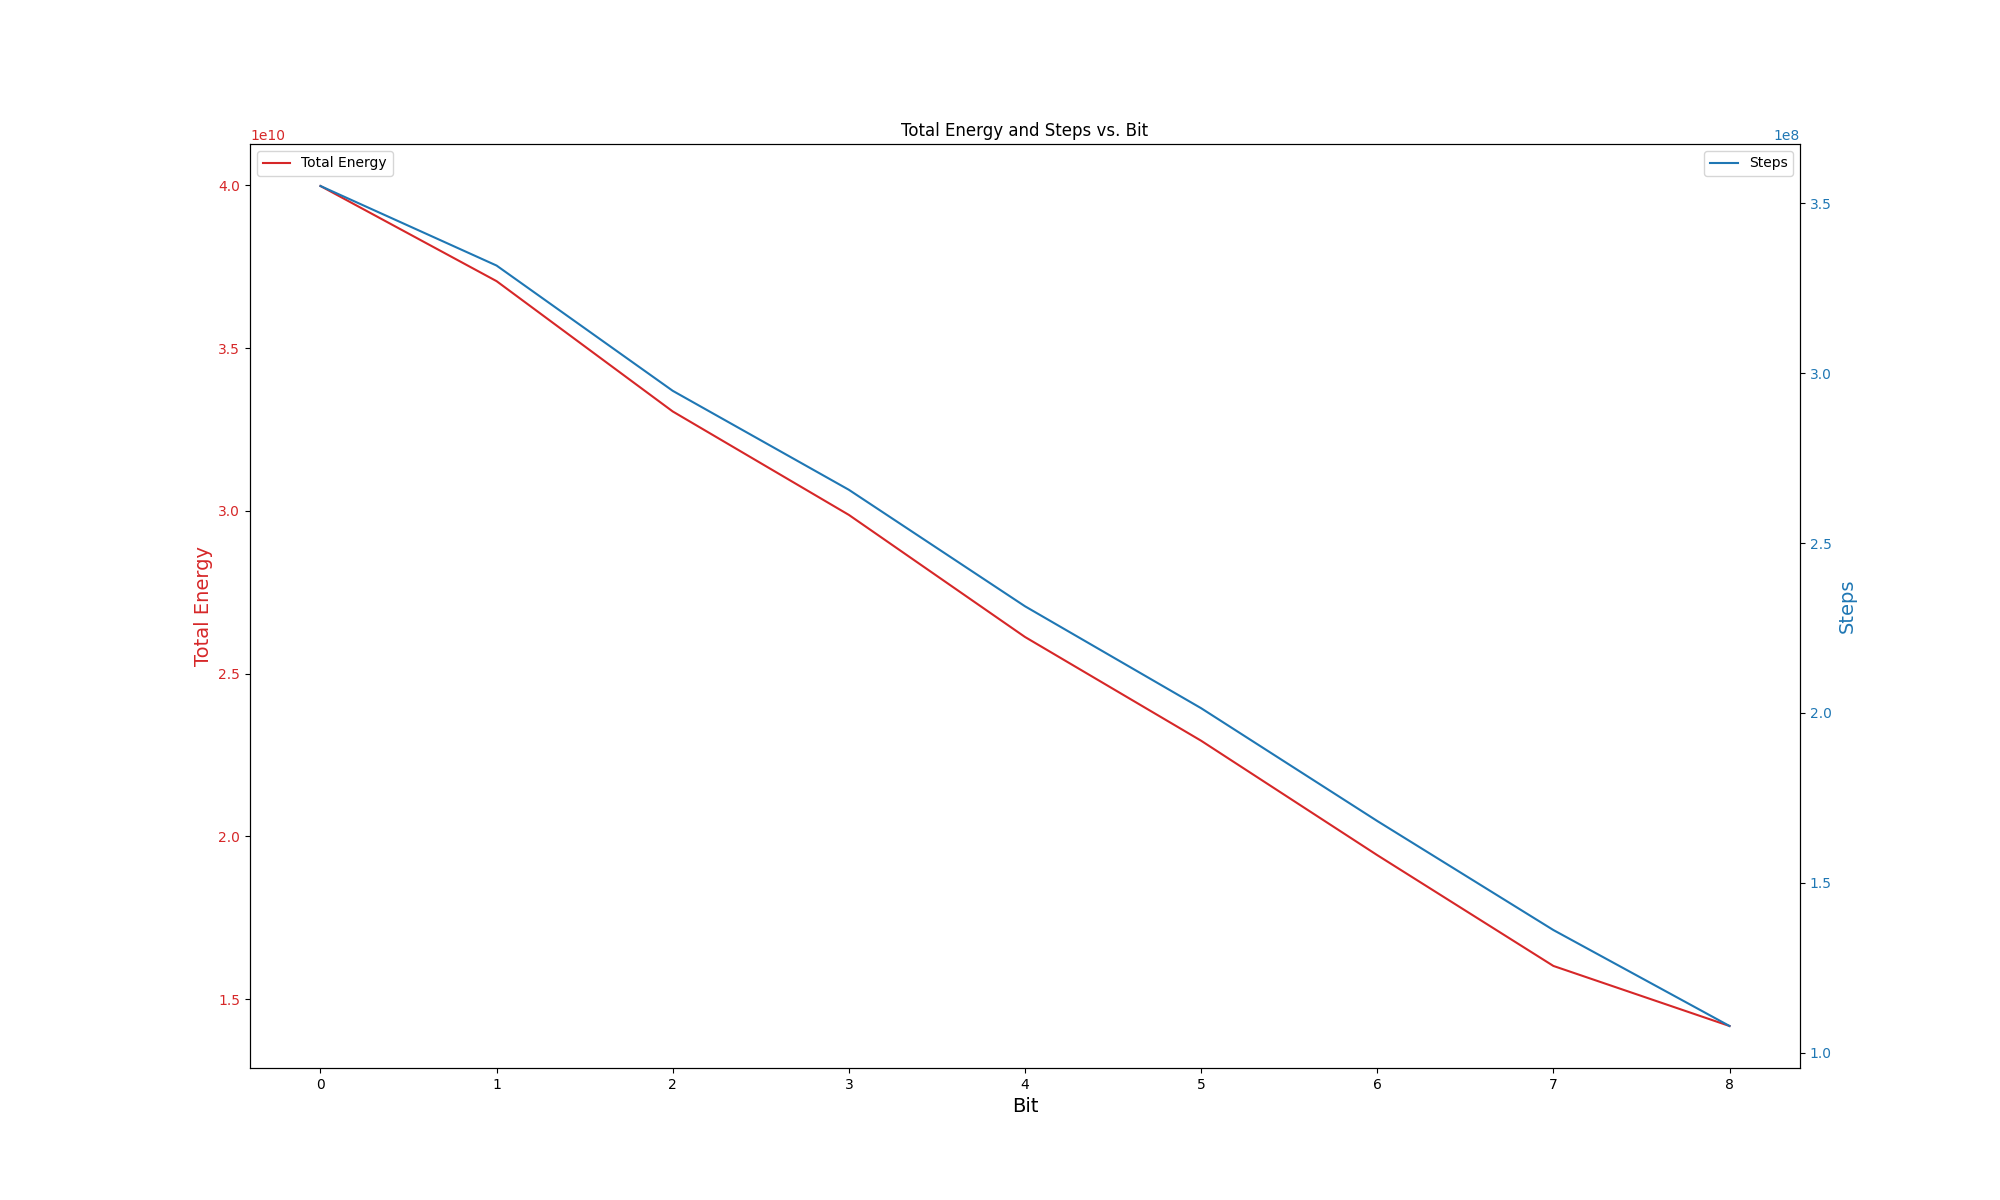 Total Energy and Steps vs. Bit
1e10
1e8
Total Energy
Steps
4.0
3.5
3.0
2.5
2.0
1.5
Total Energy
3.5
3.0
2.5
2.0
1.5
1.0
Steps
0 1 2 3 4 5 6 7 8
Bit